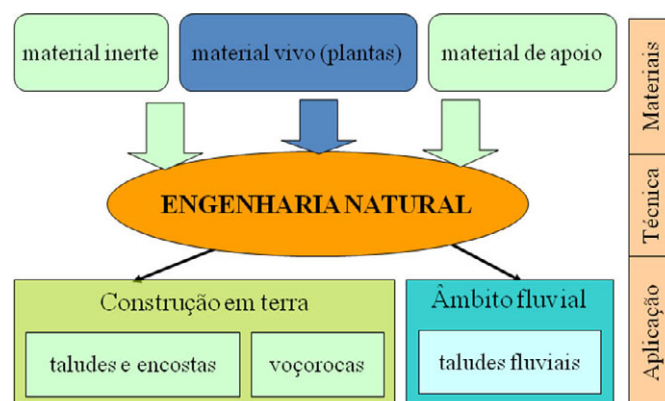 material inerte
material vivo (plantas)
material de apoio
Materiais
ENGENHARIA NATURAL
Técnica
Construção em terra
Âmbito fluvial
taludes e encostas
voçorocas
taludes fluviais
Aplicação